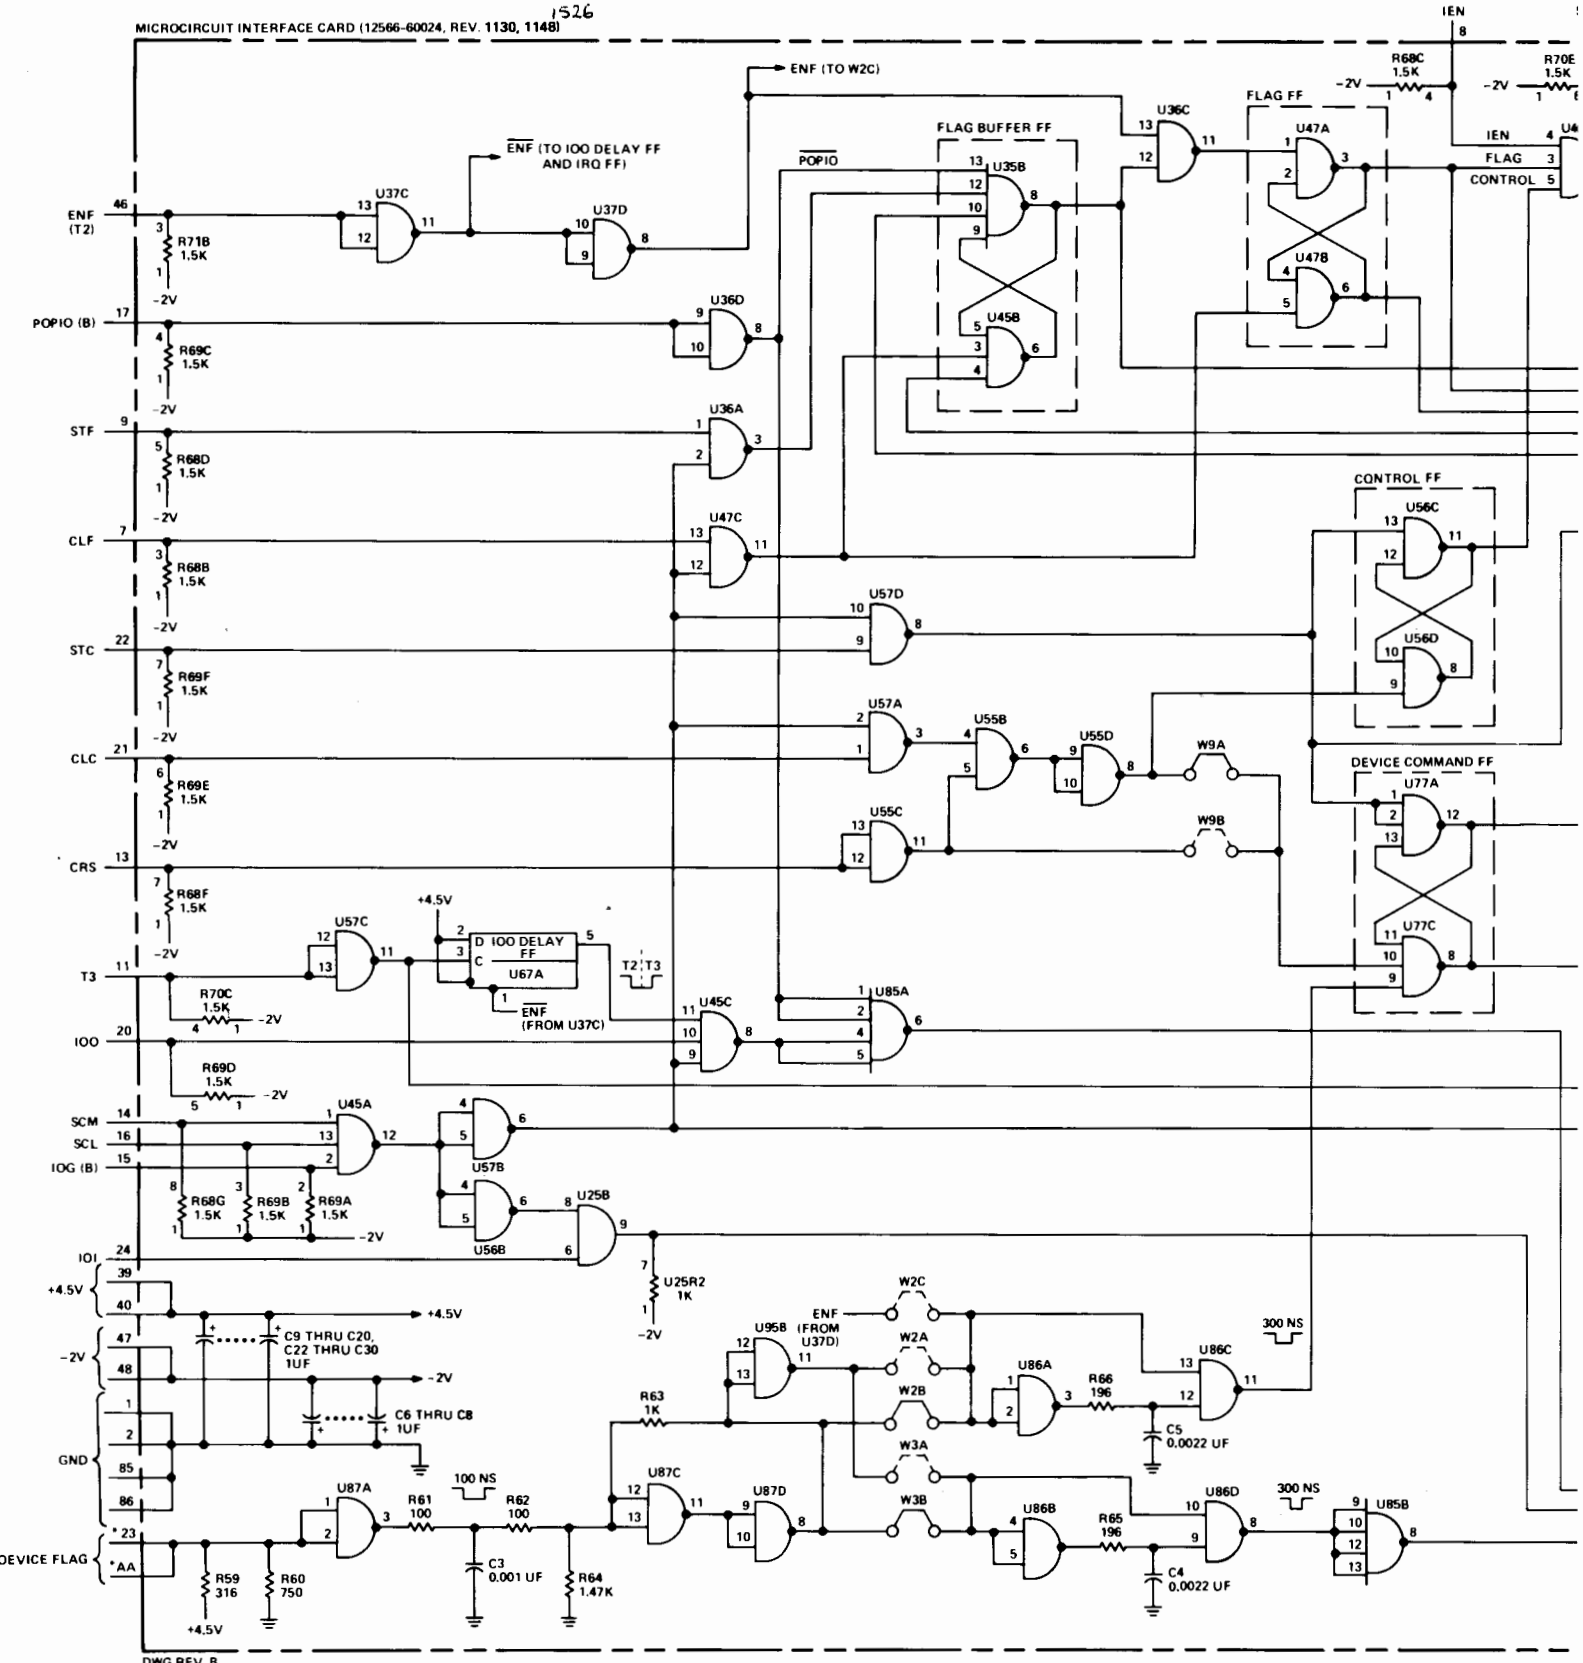 1526
MICROCIRCUIT INTERFACE CARD (12566-60024, REV. 1130, 1148)
IEN
8
ENF (TO W2C)
R68C
1.5K
-2V
1 4
R70E
1.5K
-2V
1
FLAG FF
U36C
13
12
11
U47A
1
2
3
IEN 4
FLAG 3
CONTROL 5
FLAG BUFFER FF
ENF (TO IOO DELAY FF
AND IRQ FF)
POPIO
U35B
13
12
10
9
8
46
ENF
(T2)
U37C
13
12
11
U37D
10
9
8
3
R71B
1.5K
1
-2V
U47B
4
5
6
17
POPIO (B)
U36D
9
10
8
U45B
5
3
4
6
4
R69C
1.5K
1
-2V
9
STF
U36A
1
2
3
5
R68D
1.5K
1
-2V
CONTROL FF
U56C
13
12
11
7
CLF
U47C
13
12
11
3
R68B
1.5K
1
-2V
U57D
10
9
8
22
STC
U56D
10
9
8
7
R69F
1.5K
1
-2V
U57A
2
1
3
U55B
4
5
6
U55D
9
10
8
W9A
21
CLC
DEVICE COMMAND FF
U77A
1
2
13
12
6
R69E
1.5K
1
-2V
U55C
13
12
11
W9B
13
CRS
7
R68F
1.5K
1
-2V
+4.5V
U57C
12
13
11
2 D IOO DELAY
FF
3 C
U67A
5
1
ENF
(FROM U37C)
T2 T3
U77C
11
10
9
8
11
T3
R70C
1.5K
4 1
-2V
U45C
11
10
9
8
U85A
1
2
4
5
6
20
IOO
R69D
1.5K
5 1
-2V
14
SCM
16
SCL
15
IOG (B)
U45A
1
13
2
12
4
5
6
U57B
4
5
6
U56B
8
R68G
1.5K
1
3
R69B
1.5K
1
2
R69A
1.5K
1
-2V
U25B
8
6
9
24
IOI
7
U25R2
1K
1
-2V
39
+4.5V
40
+4.5V
C9 THRU C20,
C22 THRU C30
1UF
47
-2V
48
-2V
C6 THRU C8
1UF
1
2
GND
85
86
W2C
ENF
(FROM
U37D)
W2A
W2B
W3A
W3B
U95B
12
13
11
R63
1K
U86A
1
2
3
R66
196
C5
0.0022 UF
U86C
13
12
11
300 NS
*23
DEVICE FLAG
*AA
U87A
1
2
3
R61
100
100 NS
R62
100
U87C
12
13
11
U87D
9
10
8
U86B
4
5
6
R65
196
C4
0.0022 UF
U86D
10
9
8
300 NS
U85B
9
10
12
13
8
R59
316
+4.5V
R60
750
C3
0.001 UF
R64
1.47K
DWG REV. B